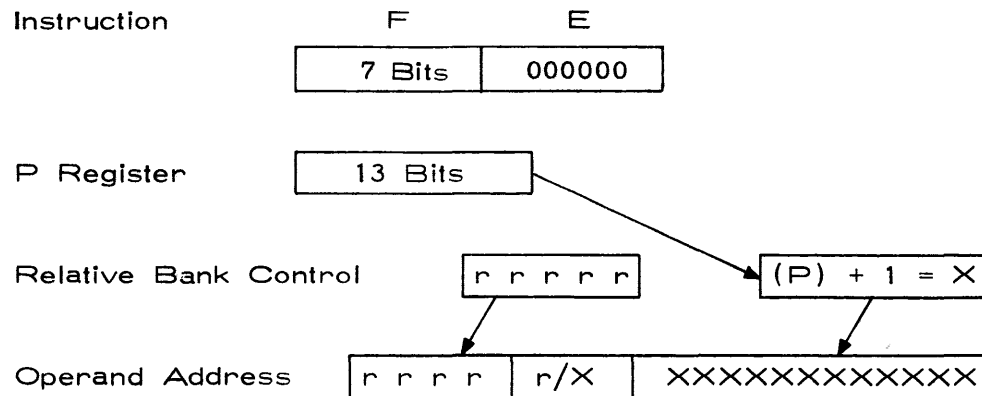 Instruction F E
7 Bits 000000
P Register 13 Bits
Relative Bank Control r r r r r (P) + 1 = X
Operand Address r r r r r/X XXXXXXXXXXXX